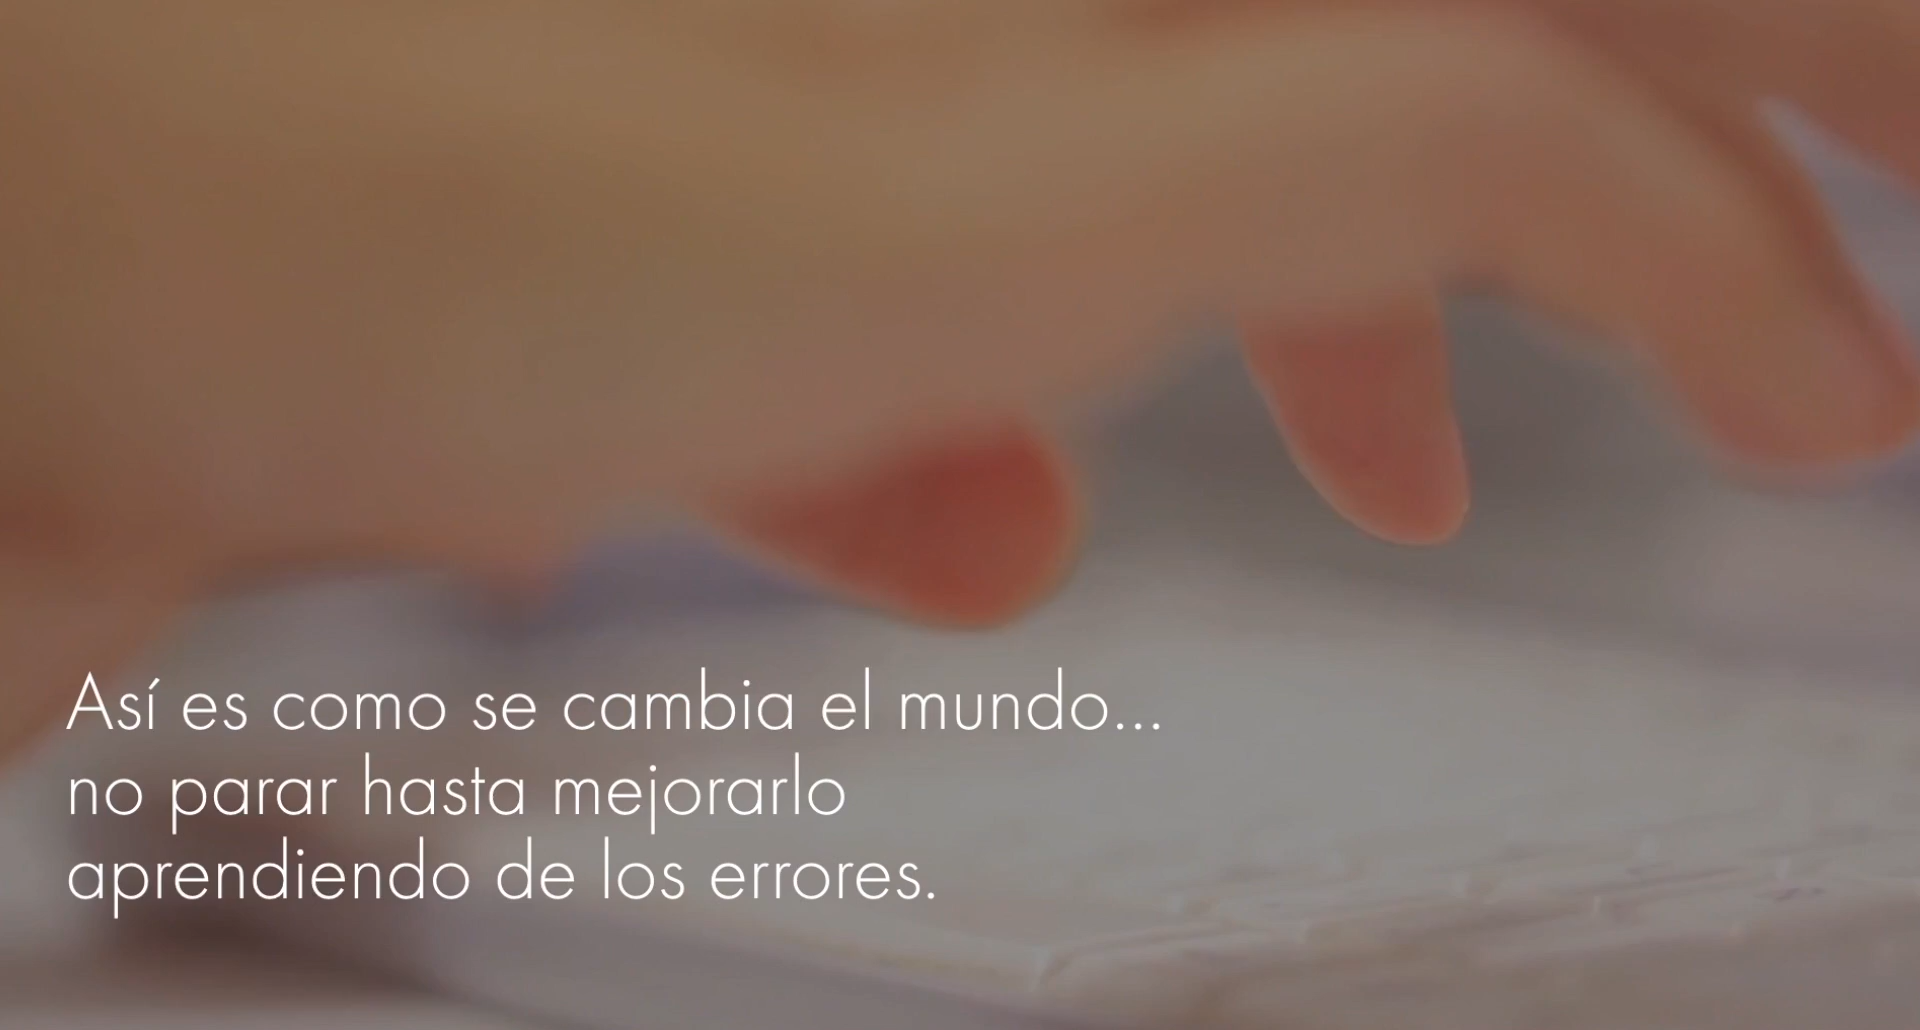 Así es como se cambia el mundo...
no parar hasta mejorarlo
aprendiendo de los errores.